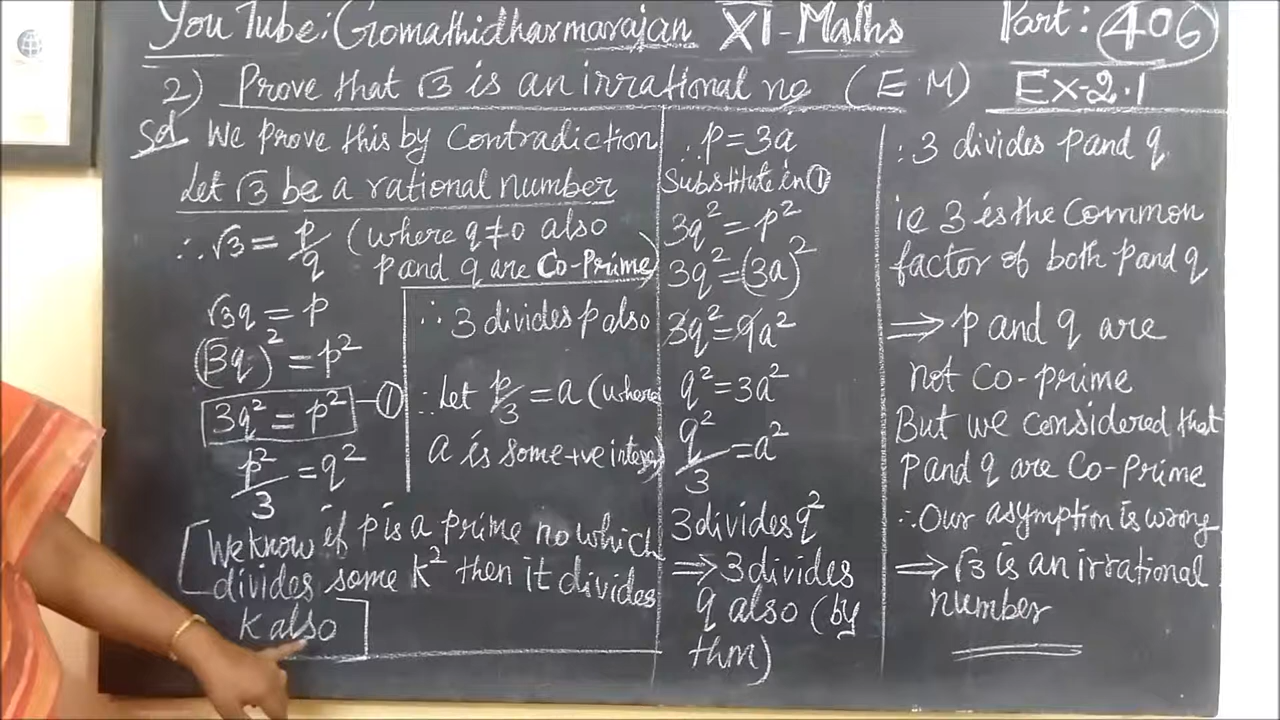 YouTube: Gomathidharmarajan XI-Maths Part: 406
2) Prove that √3 is an irrational no (E M) Ex-2.1
Sol We prove this by Contradiction
Let √3 be a rational number
∴ √3 = p/q (where q≠0 also
p and q are Co-Prime)
√3q = p
(√3q)² = p²
3q² = p² —①
p²/3 = q²
∴ 3 divides p also
∴ Let p/3 = a (where
a is some +ve integer)
[We know if p is a prime no which
divides some K² then it divides
K also]
∴ p = 3a
Substitute in ①
3q² = p²
3q² = (3a)²
3q² = 9a²
q² = 3a²
q²/3 = a²
3 divides q²
⇒ 3 divides
q also (by
thm)
∴ 3 divides p and q
ie 3 is the Common
factor of both p and q
⇒ p and q are
not Co-prime
But we considered that
p and q are Co-Prime
∴ Our asymption is wrong
⇒ √3 is an irrational
number